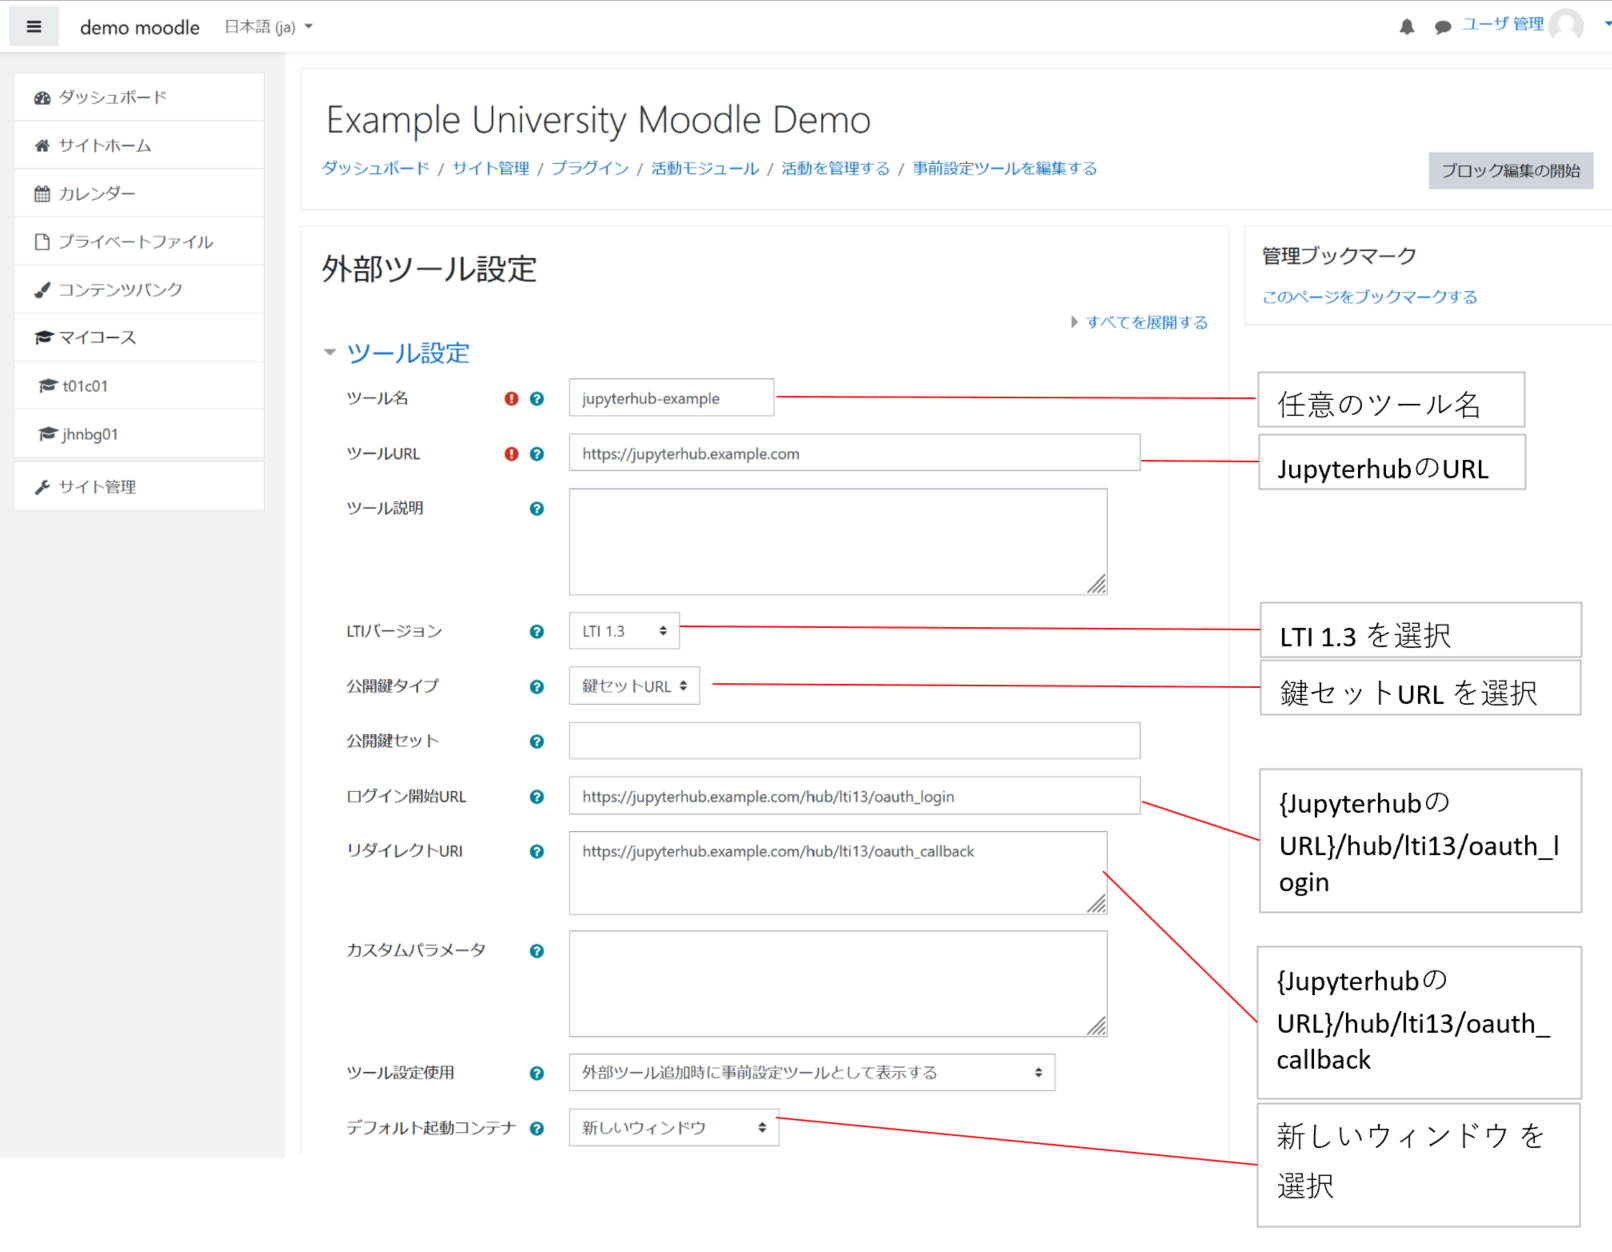 demo moodle 日本語 (ja)
ユーザ 管理
ダッシュボード
サイトホーム
カレンダー
プライベートファイル
コンテンツバンク
マイコース
t01c01
jhnbg01
サイト管理
Example University Moodle Demo
ダッシュボード / サイト管理 / プラグイン / 活動モジュール / 活動を管理する / 事前設定ツールを編集する
ブロック編集の開始
外部ツール設定
すべてを展開する
ツール設定
ツール名 jupyterhub-example
ツールURL https://jupyterhub.example.com
ツール説明
LTIバージョン LTI 1.3
公開鍵タイプ 鍵セットURL
公開鍵セット
ログイン開始URL https://jupyterhub.example.com/hub/lti13/oauth_login
リダイレクトURI https://jupyterhub.example.com/hub/lti13/oauth_callback
カスタムパラメータ
ツール設定使用 外部ツール追加時に事前設定ツールとして表示する
デフォルト起動コンテナ 新しいウィンドウ
管理ブックマーク
このページをブックマークする
任意のツール名
JupyterhubのURL
LTI 1.3 を選択
鍵セットURL を選択
{Jupyterhubの
URL}/hub/lti13/oauth_l
ogin
{Jupyterhubの
URL}/hub/lti13/oauth_
callback
新しいウィンドウ を
選択